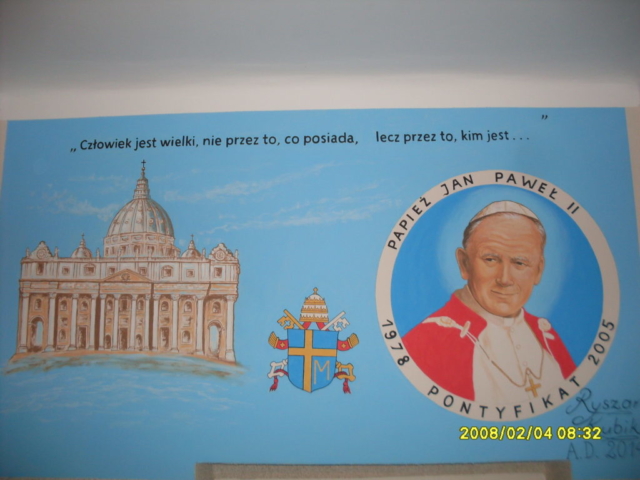 „Człowiek jest wielki, nie przez to, co posiada, lecz przez to, kim jest..."
PAPIEŻ JAN PAWEŁ II
1978 PONTYFIKAT 2005
M
2008/02/04 08:32
A.D.